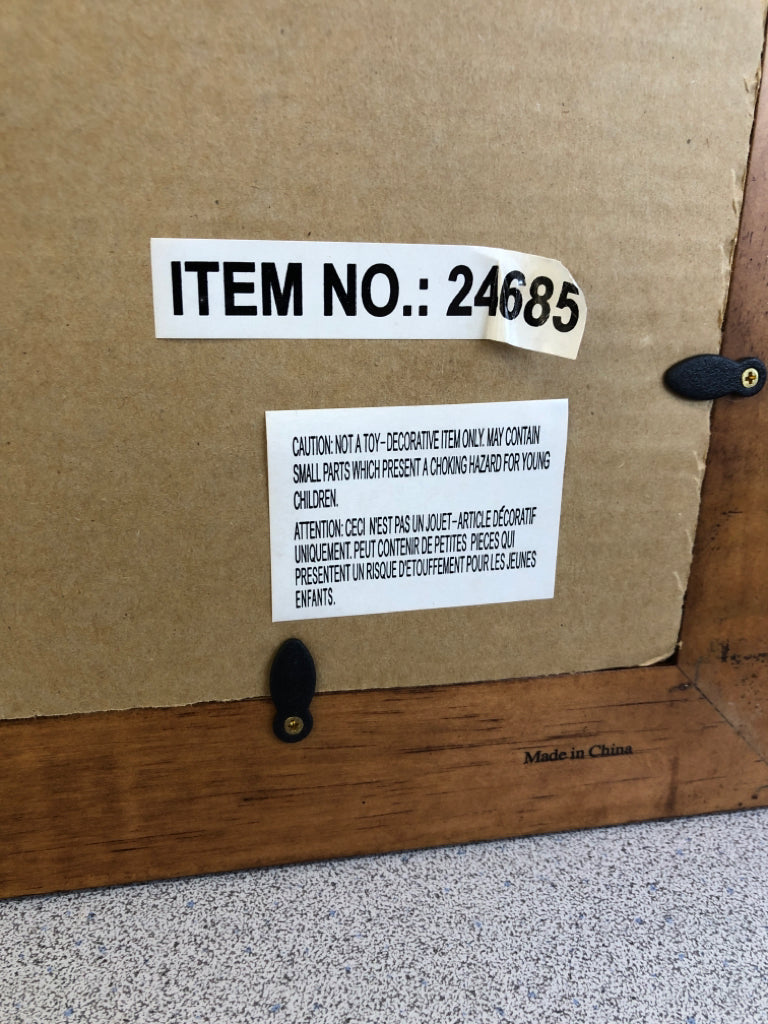 ITEM NO.: 24685
CAUTION: NOT A TOY-DECORATIVE ITEM ONLY. MAY CONTAIN
SMALL PARTS WHICH PRESENT A CHOKING HAZARD FOR YOUNG
CHILDREN.
ATTENTION: CECI N'EST PAS UN JOUET-ARTICLE DÉCORATIF
UNIQUEMENT. PEUT CONTENIR DE PETITES PIECES QUI
PRESENTENT UN RISQUE D'ETOUFFEMENT POUR LES JEUNES
ENFANTS.
Made in China